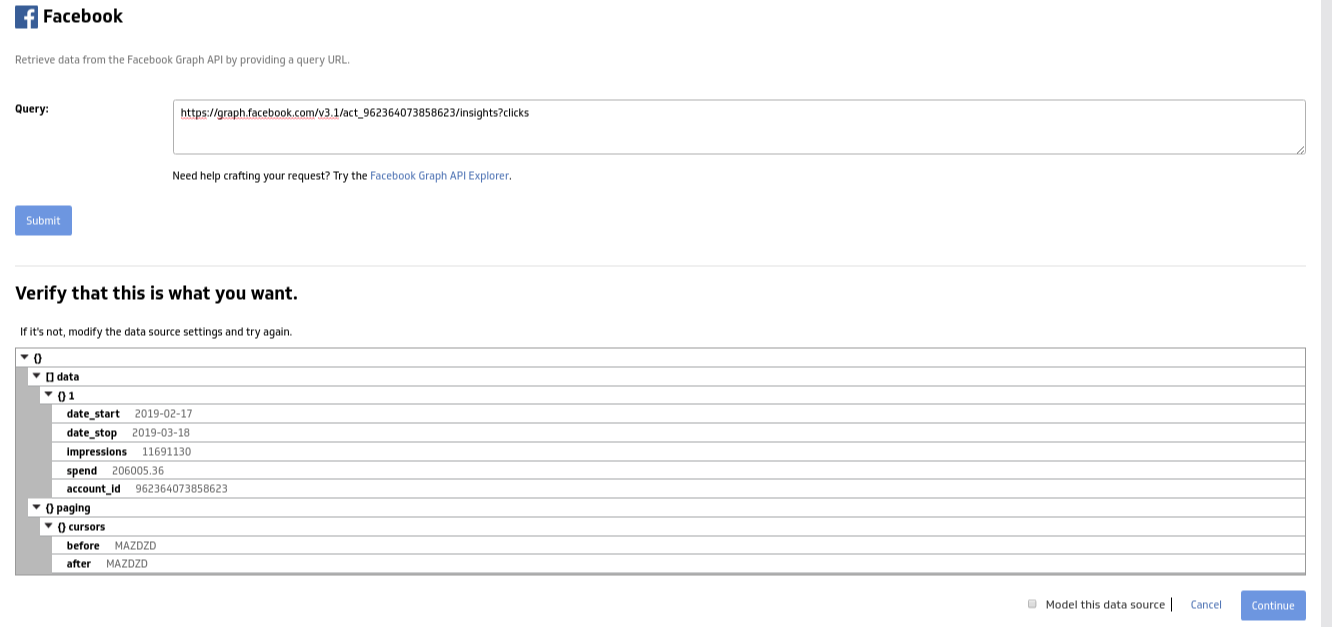 Facebook
Retrieve data from the Facebook Graph API by providing a query URL.
Query:
https://graph.facebook.com/v3.1/act_962364073858623/insights?clicks
Need help crafting your request? Try the Facebook Graph API Explorer.
Submit
Verify that this is what you want.
If it's not, modify the data source settings and try again.
{}
[] data
{} 1
date_start 2019-02-17
date_stop 2019-03-18
impressions 11691130
spend 206005.36
account_id 962364073858623
{} paging
{} cursors
before MAZDZD
after MAZDZD
Model this data source | Cancel Continue